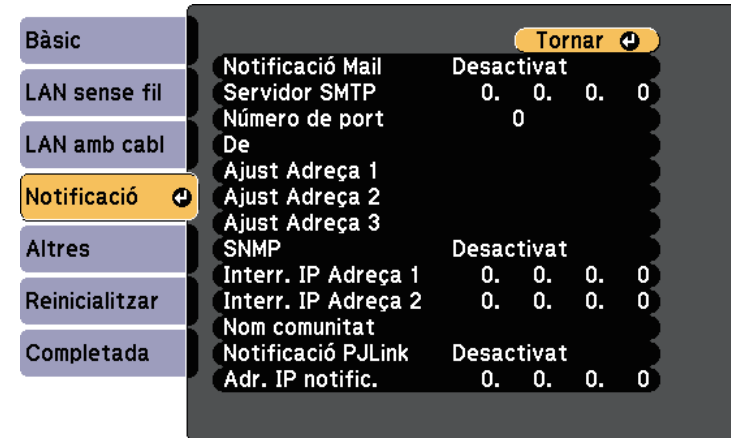 Bàsic
LAN sense fil
LAN amb cabl
Notificació
Altres
Reinicialitzar
Completada
Tornar
Notificació Mail Desactivat
Servidor SMTP 0. 0. 0. 0
Número de port 0
De
Ajust Adreça 1
Ajust Adreça 2
Ajust Adreça 3
SNMP Desactivat
Interr. IP Adreça 1 0. 0. 0. 0
Interr. IP Adreça 2 0. 0. 0. 0
Nom comunitat
Notificació PJLink Desactivat
Adr. IP notific. 0. 0. 0. 0